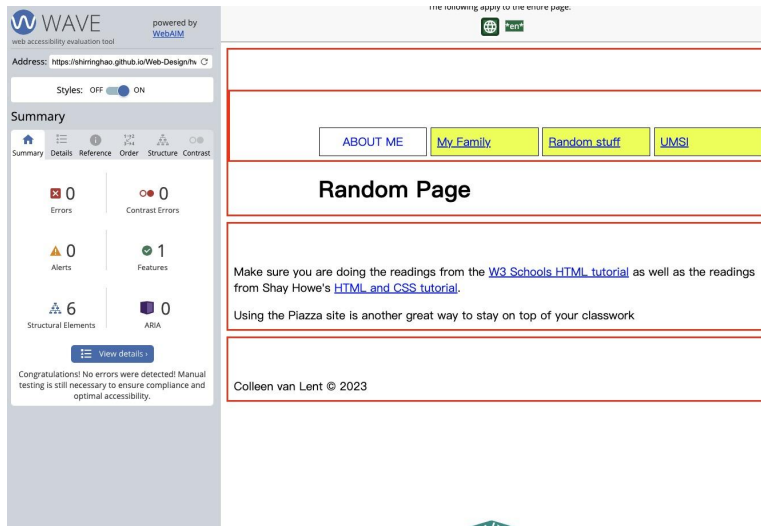 WAVE
web accessibility evaluation tool
powered by
WebAIM
Address: https://shirringhao.github.io/Web-Design/hw
Styles: OFF ON
Summary
Summary Details Reference Order Structure Contrast
0 0
Errors Contrast Errors
0 1
Alerts Features
6 0
Structural Elements ARIA
View details ›
Congratulations! No errors were detected! Manual
testing is still necessary to ensure compliance and
optimal accessibility.
The following apply to the entire page:
*en*
ABOUT ME My Family Random stuff UMSI
Random Page
Make sure you are doing the readings from the W3 Schools HTML tutorial as well as the readings
from Shay Howe's HTML and CSS tutorial.
Using the Piazza site is another great way to stay on top of your classwork
Colleen van Lent © 2023